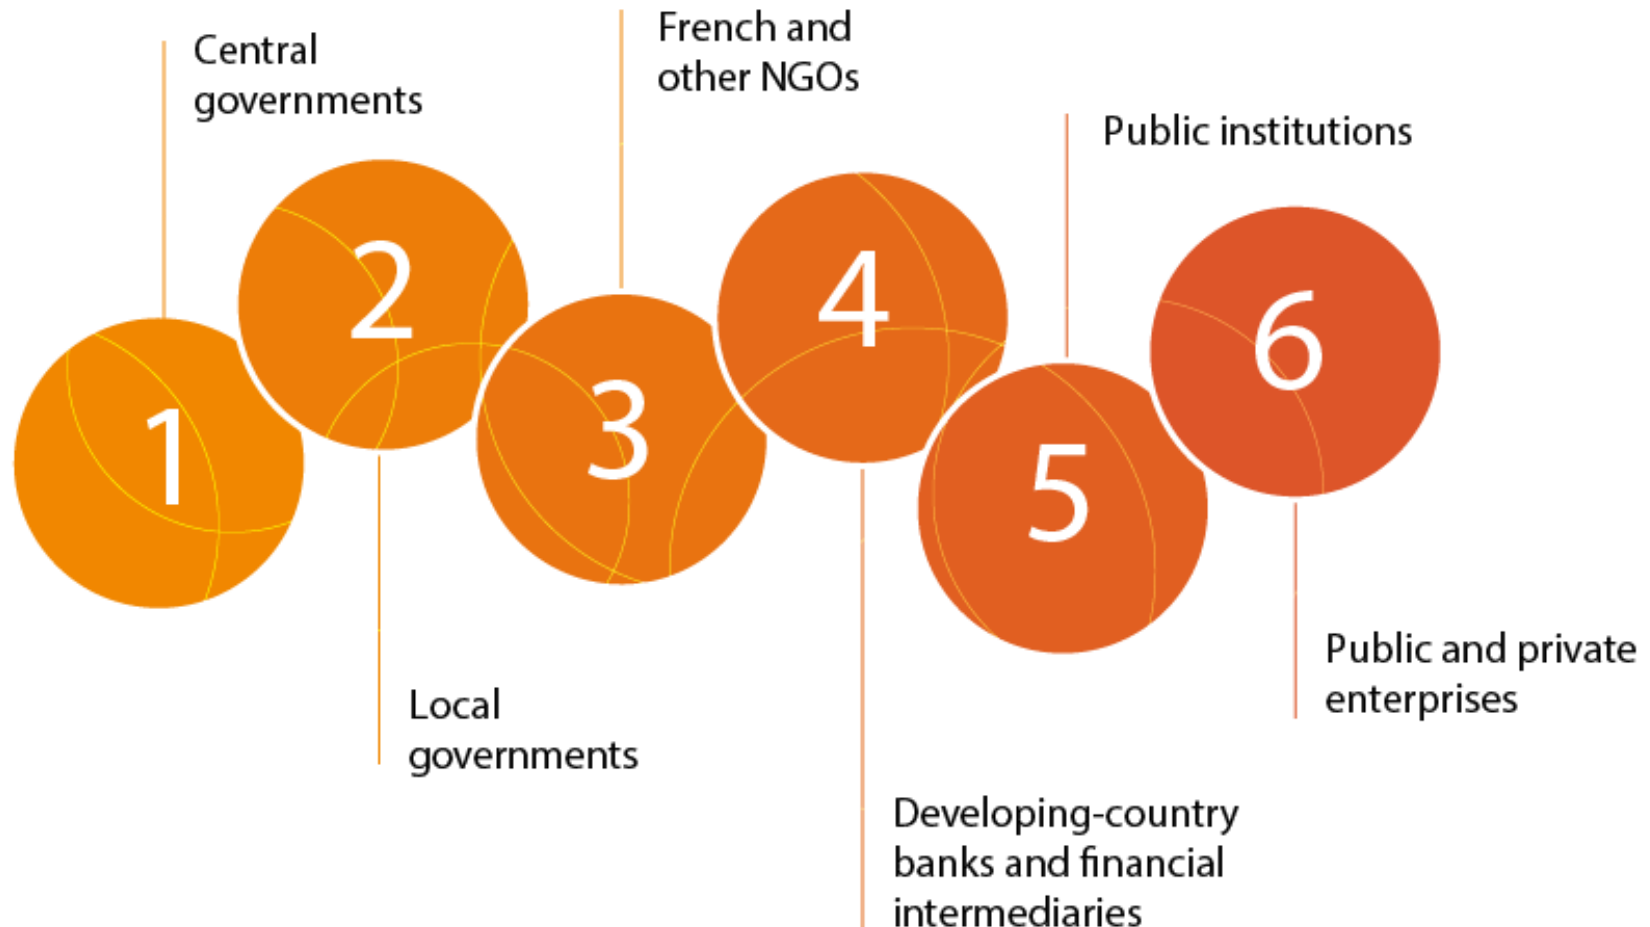 Central
governments
French and
other NGOs
Public institutions
1
2
3
4
5
6
Local
governments
Public and private
enterprises
Developing-country
banks and financial
intermediaries